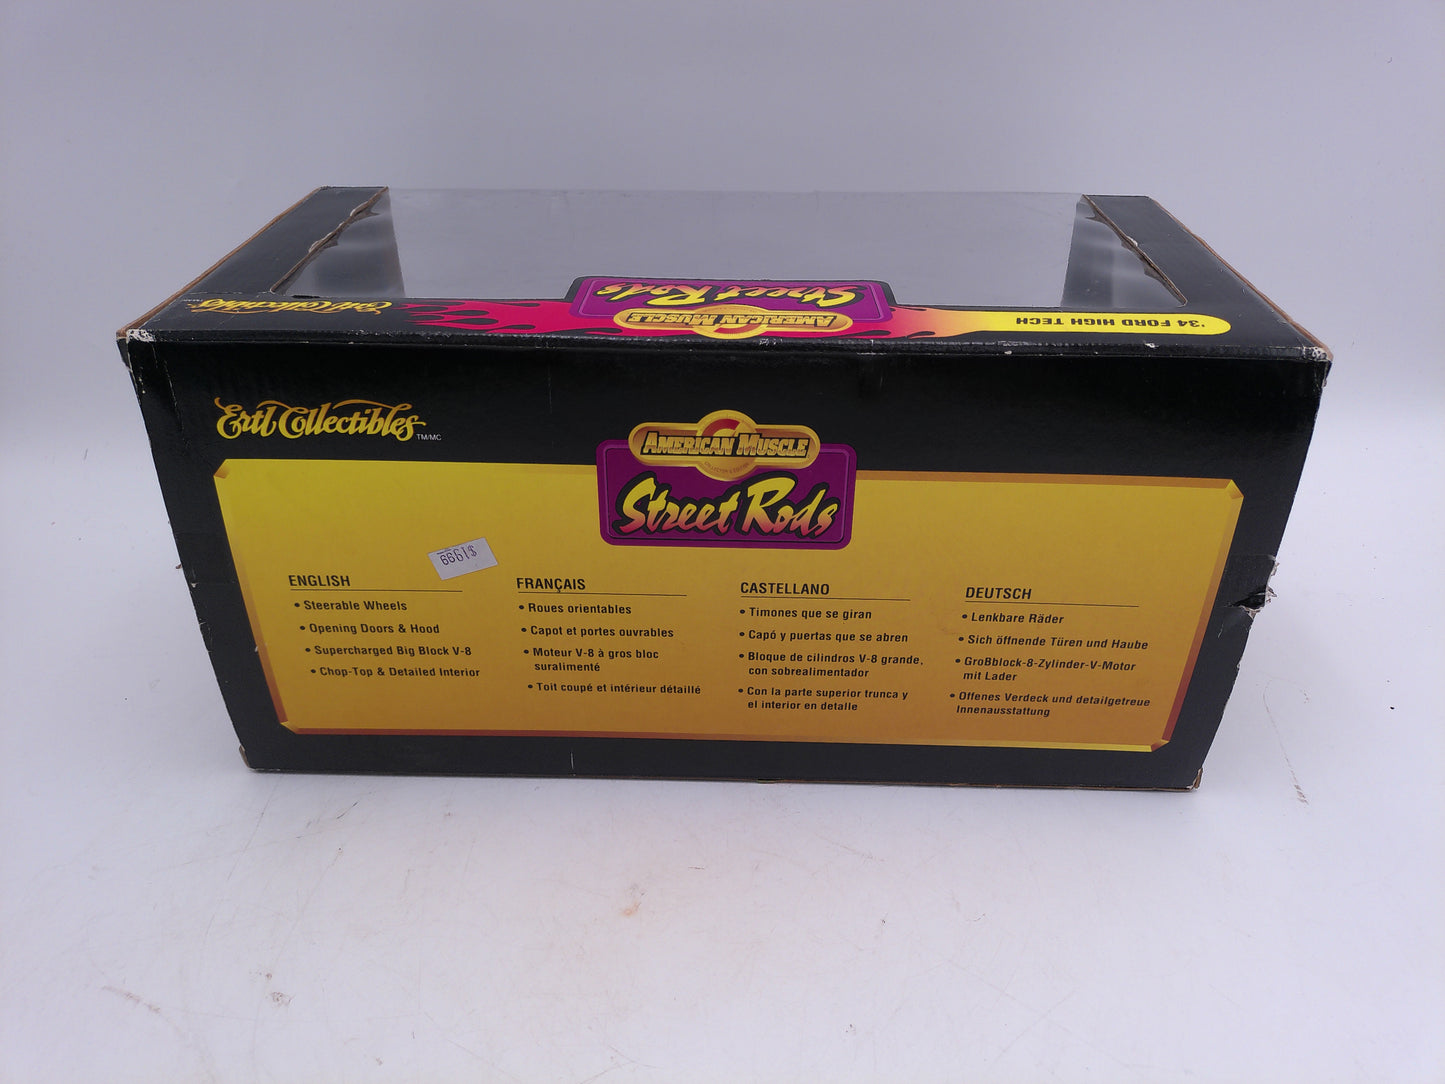 Ertl Collectibles
Street Rods
AMERICAN MUSCLE
'34 FORD HIGH TECH
Ertl Collectibles TM/MC
AMERICAN MUSCLE
COLLECTOR'S EDITION
Street Rods
$1999
ENGLISH
• Steerable Wheels
• Opening Doors & Hood
• Supercharged Big Block V-8
• Chop-Top & Detailed Interior
FRANÇAIS
• Roues orientables
• Capot et portes ouvrables
• Moteur V-8 à gros bloc
suralimenté
• Toit coupé et intérieur détaillé
CASTELLANO
• Timones que se giran
• Capó y puertas que se abren
• Bloque de cilindros V-8 grande,
con sobrealimentador
• Con la parte superior trunca y
el interior en detalle
DEUTSCH
• Lenkbare Räder
• Sich öffnende Türen und Haube
• GroBblock-8-Zylinder-V-Motor
mit Lader
• Offenes Verdeck und detailgetreue
Innenausstattung